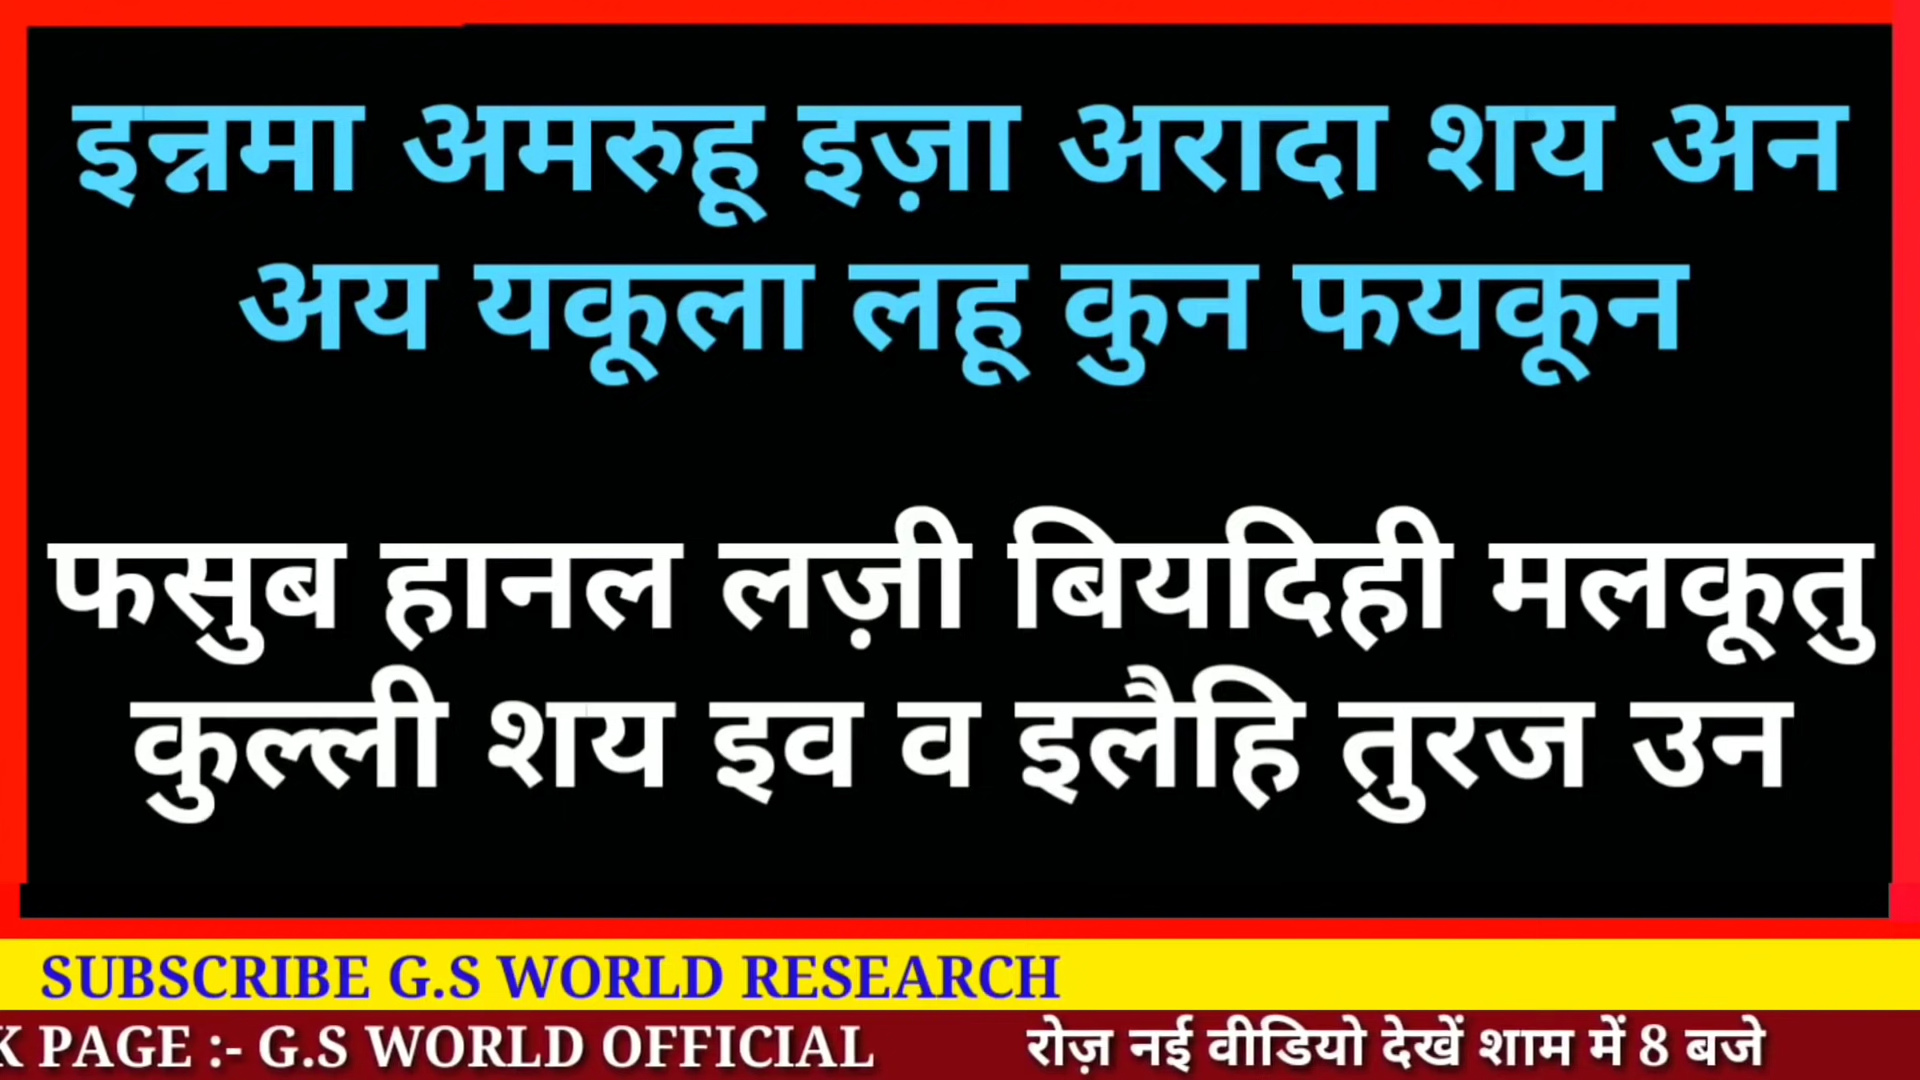 इन्नमा अमरुहू इज़ा अरादा शय अन
अय यकूला लहू कुन फयकून
फसुब हानल लज़ी बियदिही मलकूतु
कुल्ली शय इव व इलैहि तुरज उन
SUBSCRIBE G.S WORLD RESEARCH
K PAGE :- G.S WORLD OFFICIAL रोज़ नई वीडियो देखें शाम में 8 बजे